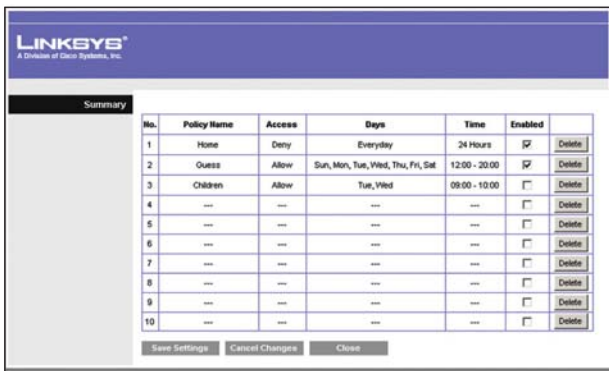 LINKSYS®
A Division of Cisco Systems, Inc.
Summary
No. Policy Name Access Days Time Enabled
1 Home Deny Everyday 24 Hours Delete
2 Guess Allow Sun, Mon, Tue, Wed, Thu, Fri, Sat 12:00 - 20:00 Delete
3 Children Allow Tue, Wed 09:00 - 10:00 Delete
4 --- --- --- --- Delete
5 --- --- --- --- Delete
6 --- --- --- --- Delete
7 --- --- --- --- Delete
8 --- --- --- --- Delete
9 --- --- --- --- Delete
10 --- --- --- --- Delete
Save Settings Cancel Changes Close